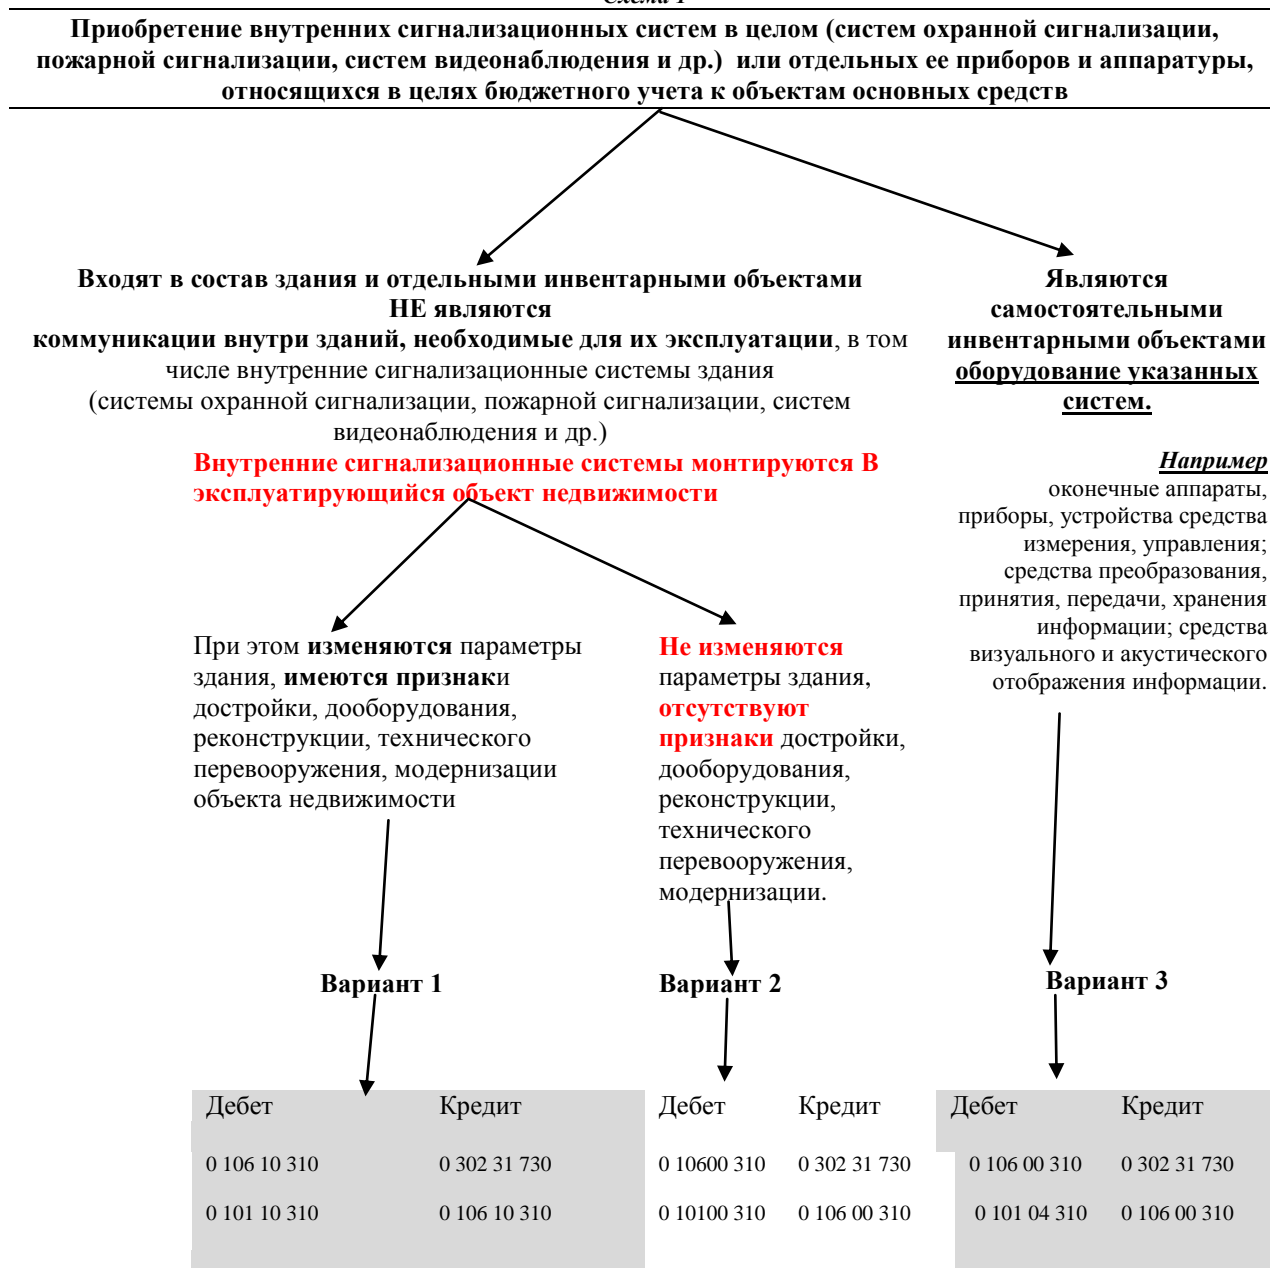 Схема 1
Приобретение внутренних сигнализационных систем в целом (систем охранной сигнализации,
пожарной сигнализации, систем видеонаблюдения и др.) или отдельных ее приборов и аппаратуры,
относящихся в целях бюджетного учета к объектам основных средств
Входят в состав здания и отдельными инвентарными объектами
НЕ являются
коммуникации внутри зданий, необходимые для их эксплуатации, в том
числе внутренние сигнализационные системы здания
(системы охранной сигнализации, пожарной сигнализации, систем
видеонаблюдения и др.)
Внутренние сигнализационные системы монтируются В
эксплуатирующийся объект недвижимости
Являются
самостоятельными
инвентарными объектами
оборудование указанных
систем.
Например
оконечные аппараты,
приборы, устройства средства
измерения, управления;
средства преобразования,
принятия, передачи, хранения
информации; средства
визуального и акустического
отображения информации.
При этом изменяются параметры
здания, имеются признаки
достройки, дооборудования,
реконструкции, технического
перевооружения, модернизации
объекта недвижимости
Не изменяются
параметры здания,
отсутствуют
признаки достройки,
дооборудования,
реконструкции,
технического
перевооружения,
модернизации.
Вариант 1
Вариант 2
Вариант 3
Дебет Кредит Дебет Кредит Дебет Кредит
0 106 10 310 0 302 31 730 0 10600 310 0 302 31 730 0 106 00 310 0 302 31 730
0 101 10 310 0 106 10 310 0 10100 310 0 106 00 310 0 101 04 310 0 106 00 310